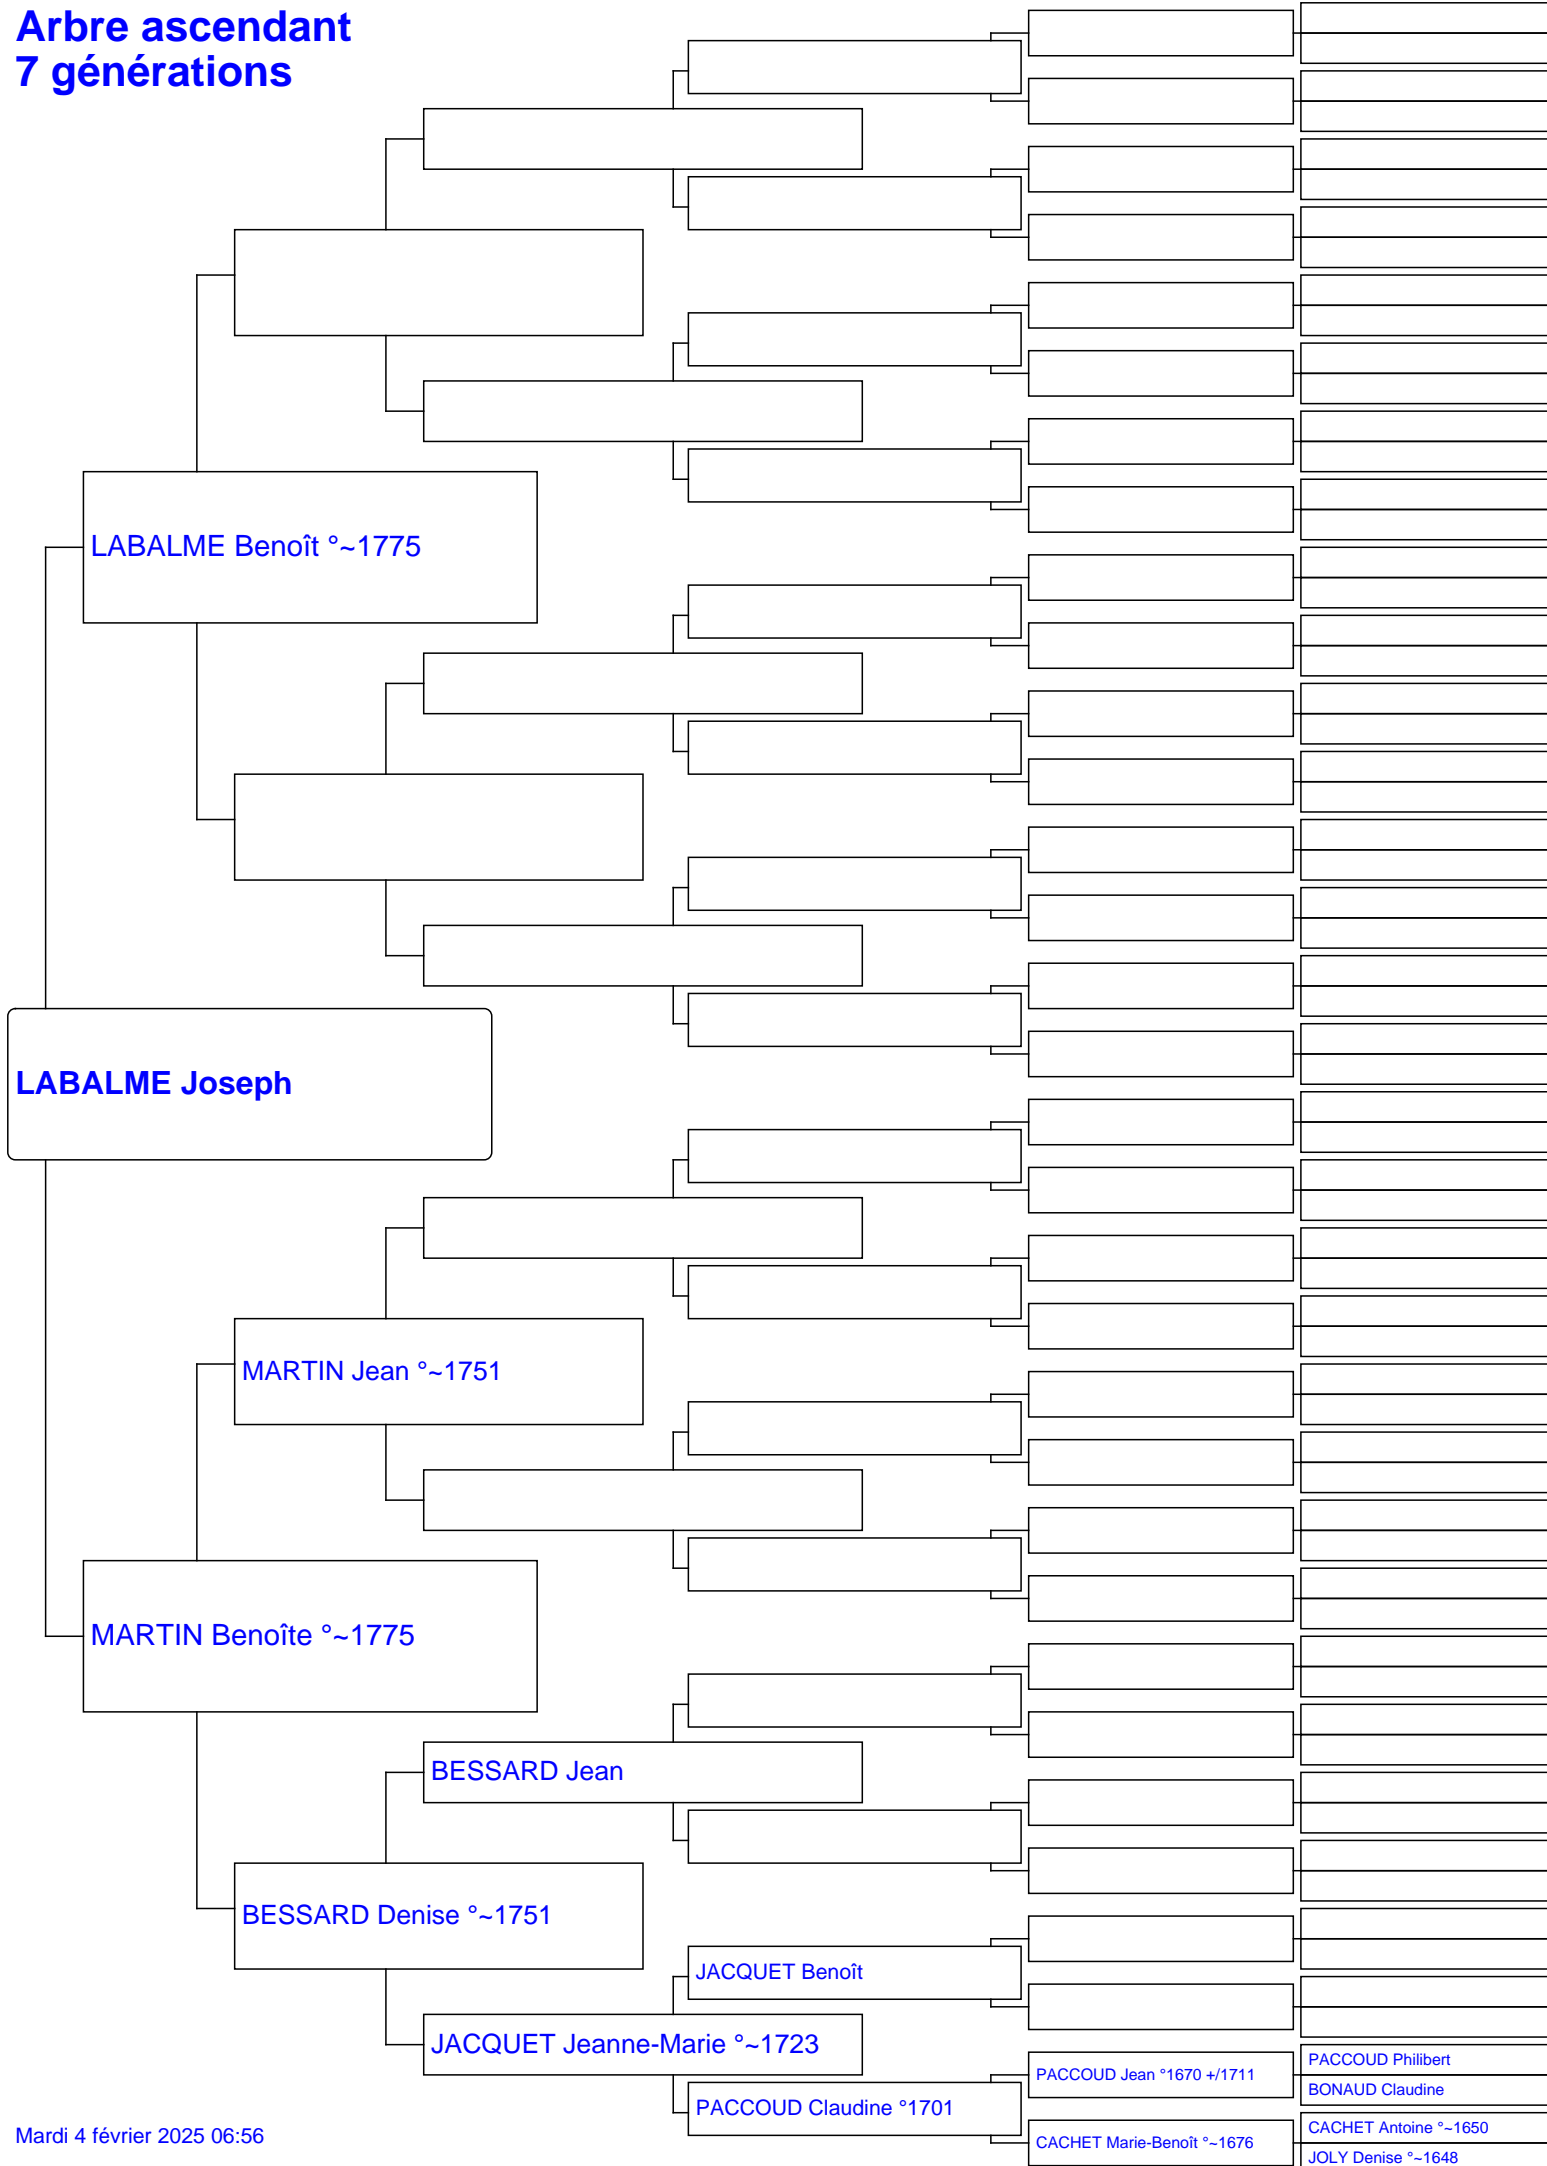 Arbre ascendant
7 générations
LABALME Benoît °~1775
LABALME Joseph
MARTIN Jean °~1751
MARTIN Benoîte °~1775
BESSARD Jean
BESSARD Denise °~1751
JACQUET Benoît
JACQUET Jeanne-Marie °~1723
PACCOUD Philibert
PACCOUD Jean °1670 +/1711
BONAUD Claudine
PACCOUD Claudine °1701
CACHET Antoine °~1650
CACHET Marie-Benoît °~1676
JOLY Denise °~1648
Mardi 4 février 2025 06:56